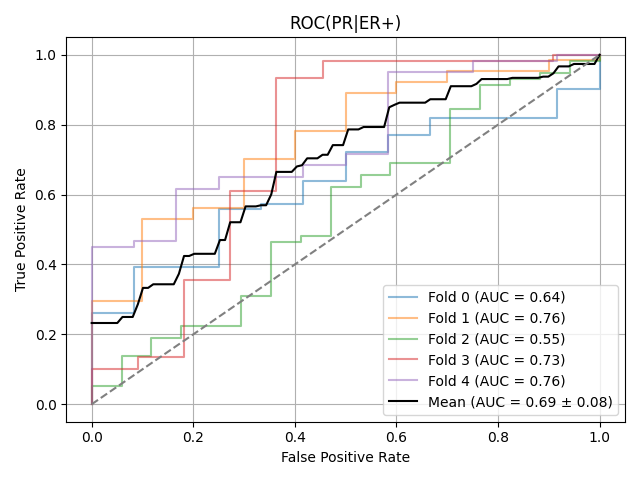 ROC(PR|ER+)
True Positive Rate
1.0
0.8
0.6
0.4
0.2
0.0
Fold 0 (AUC = 0.64)
Fold 1 (AUC = 0.76)
Fold 2 (AUC = 0.55)
Fold 3 (AUC = 0.73)
Fold 4 (AUC = 0.76)
Mean (AUC = 0.69 ± 0.08)
0.0 0.2 0.4 0.6 0.8 1.0
False Positive Rate